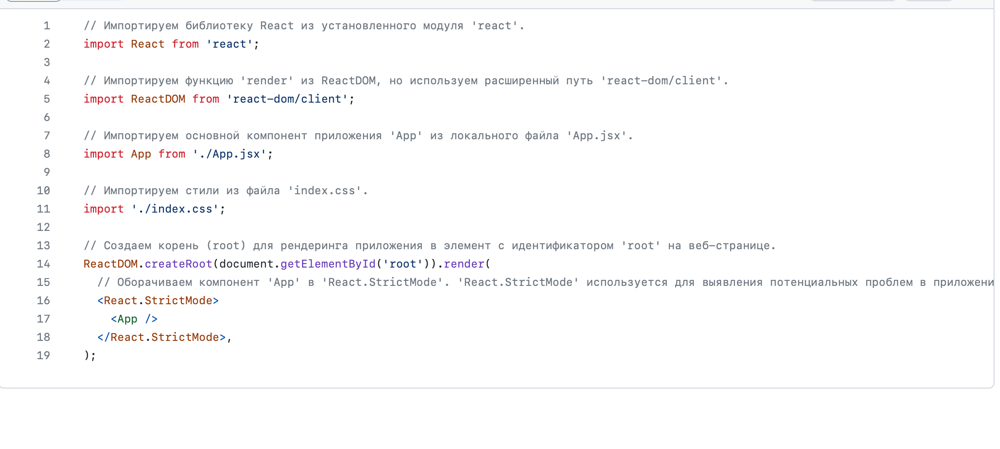 1 // Импортируем библиотеку React из установленного модуля 'react'.
2 import React from 'react';
3
4 // Импортируем функцию 'render' из ReactDOM, но используем расширенный путь 'react-dom/client'.
5 import ReactDOM from 'react-dom/client';
6
7 // Импортируем основной компонент приложения 'App' из локального файла 'App.jsx'.
8 import App from './App.jsx';
9
10 // Импортируем стили из файла 'index.css'.
11 import './index.css';
12
13 // Создаем корень (root) для рендеринга приложения в элемент с идентификатором 'root' на веб-странице.
14 ReactDOM.createRoot(document.getElementById('root')).render(
15 // Оборачиваем компонент 'App' в 'React.StrictMode'. 'React.StrictMode' используется для выявления потенциальных проблем в приложени
16 <React.StrictMode>
17 <App />
18 </React.StrictMode>,
19 );